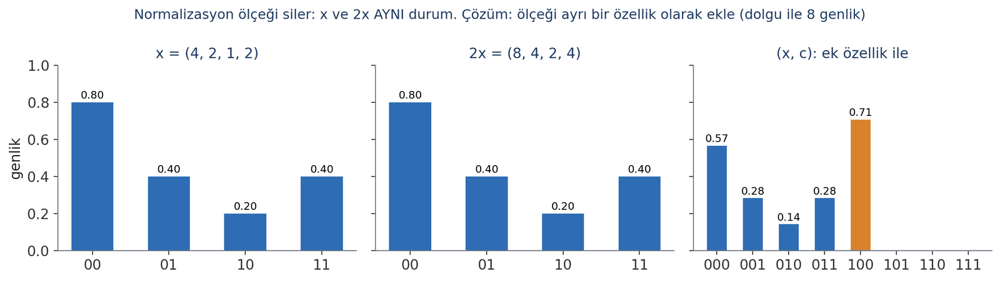 Normalizasyon ölçeği siler: x ve 2x AYNI durum. Çözüm: ölçeği ayrı bir özellik olarak ekle (dolgu ile 8 genlik)
x = (4, 2, 1, 2)
genlik
1.0
0.8
0.6
0.4
0.2
0.0
0.80
0.40
0.20
0.40
00 01 10 11
2x = (8, 4, 2, 4)
0.80
0.40
0.20
0.40
00 01 10 11
(x, c): ek özellik ile
0.57
0.28
0.14
0.28
0.71
000 001 010 011 100 101 110 111